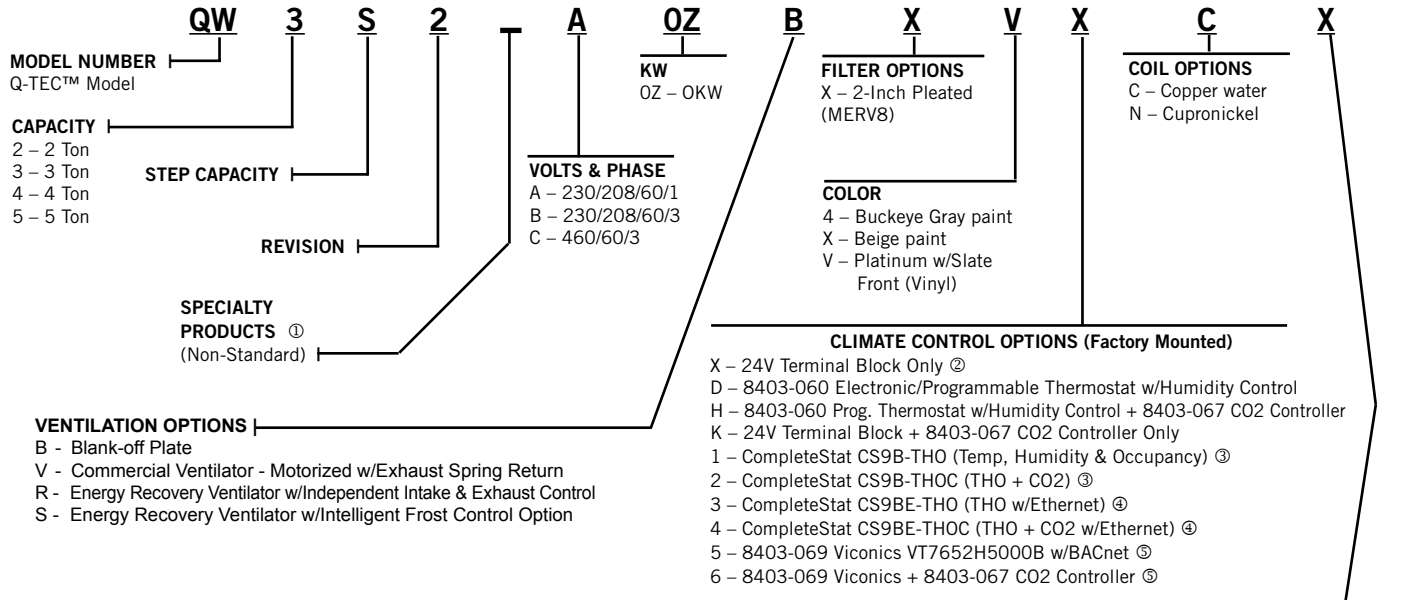 QW 3 S 2 _ A 0Z B X V X C X
MODEL NUMBER
Q-TEC™ Model
CAPACITY
2 – 2 Ton
3 – 3 Ton
4 – 4 Ton
5 – 5 Ton
STEP CAPACITY
REVISION
SPECIALTY
PRODUCTS ①
(Non-Standard)
VOLTS & PHASE
A – 230/208/60/1
B – 230/208/60/3
C – 460/60/3
KW
0Z – OKW
FILTER OPTIONS
X – 2-Inch Pleated
(MERV8)
COLOR
4 – Buckeye Gray paint
X – Beige paint
V – Platinum w/Slate
Front (Vinyl)
COIL OPTIONS
C – Copper water
N – Cupronickel
VENTILATION OPTIONS
B - Blank-off Plate
V - Commercial Ventilator - Motorized w/Exhaust Spring Return
R - Energy Recovery Ventilator w/Independent Intake & Exhaust Control
S - Energy Recovery Ventilator w/Intelligent Frost Control Option
CLIMATE CONTROL OPTIONS (Factory Mounted)
X – 24V Terminal Block Only ②
D – 8403-060 Electronic/Programmable Thermostat w/Humidity Control
H – 8403-060 Prog. Thermostat w/Humidity Control + 8403-067 CO2 Controller
K – 24V Terminal Block + 8403-067 CO2 Controller Only
1 – CompleteStat CS9B-THO (Temp, Humidity & Occupancy) ③
2 – CompleteStat CS9B-THOC (THO + CO2) ③
3 – CompleteStat CS9BE-THO (THO w/Ethernet) ④
4 – CompleteStat CS9BE-THOC (THO + CO2 w/Ethernet) ④
5 – 8403-069 Viconics VT7652H5000B w/BACnet ⑤
6 – 8403-069 Viconics + 8403-067 CO2 Controller ⑤